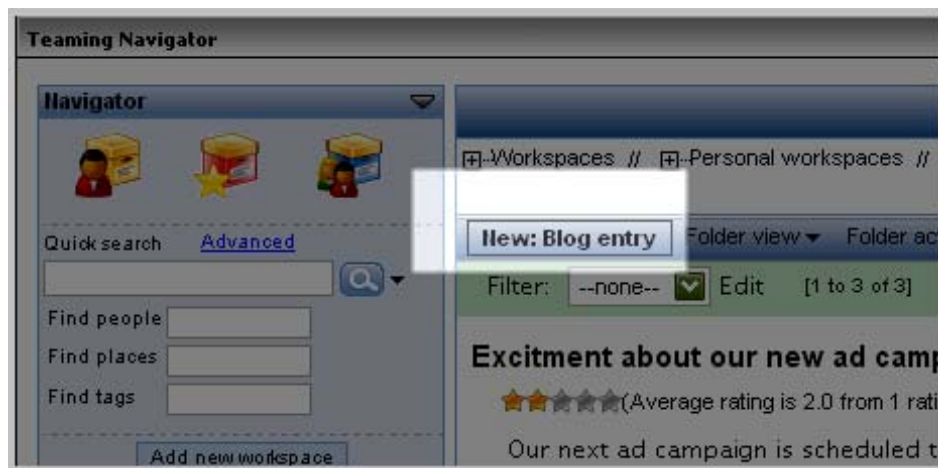 Teaming Navigator
Navigator
Workspaces // Personal workspaces //
Quick search Advanced
New: Blog entry Folder view Folder ac
Filter: --none-- Edit [1 to 3 of 3]
Find people
Find places
Find tags
Add new workspace
Excitment about our new ad camp
(Average rating is 2.0 from 1 rati
Our next ad campaign is scheduled t